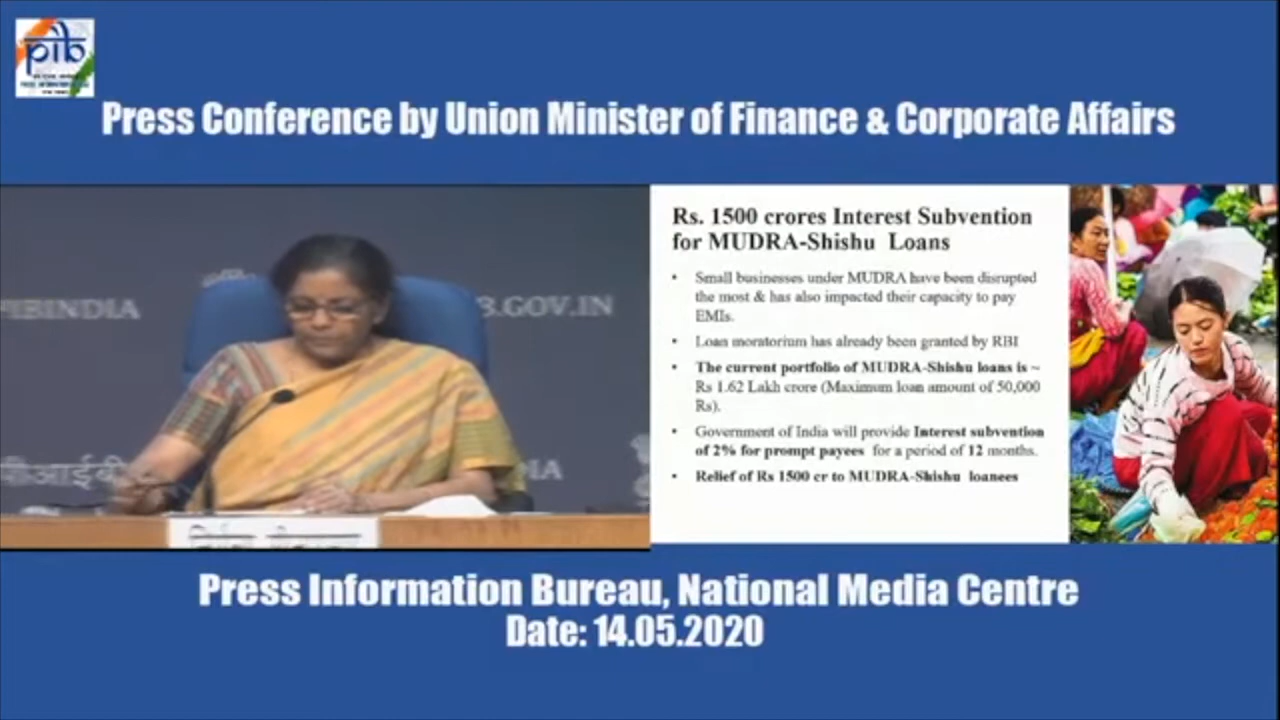 pib
Press Conference by Union Minister of Finance & Corporate Affairs
PIBINDIA
B.GOV.IN
पीआईबी
Rs. 1500 crores Interest Subvention
for MUDRA-Shishu Loans
• Small businesses under MUDRA have been disrupted
the most & has also impacted their capacity to pay
EMIs.
• Loan moratorium has already been granted by RBI
• The current portfolio of MUDRA-Shishu loans is ~
Rs 1.62 Lakh crore (Maximum loan amount of 50,000
Rs).
• Government of India will provide Interest subvention
of 2% for prompt payees for a period of 12 months.
• Relief of Rs 1500 cr to MUDRA-Shishu loanees
Press Information Bureau, National Media Centre
Date: 14.05.2020